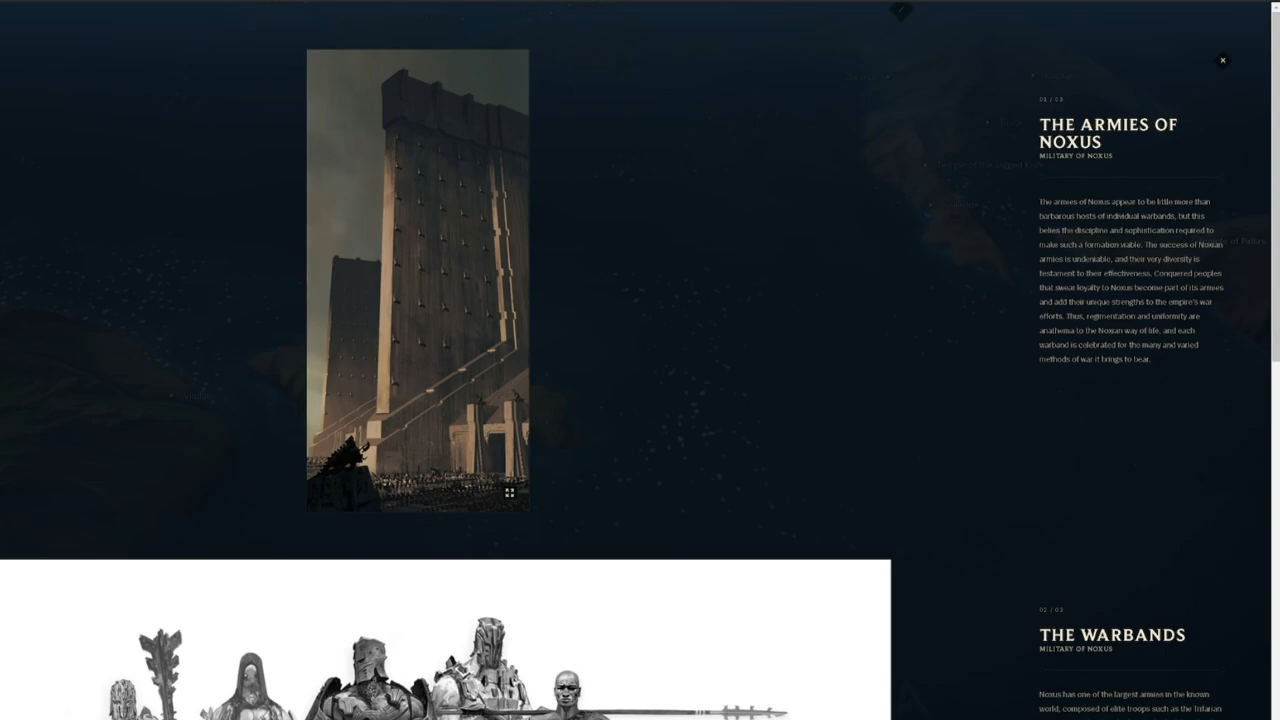 01 / 03
THE ARMIES OF
NOXUS
MILITARY OF NOXUS
The armies of Noxus appear to be little more than
barbarous hosts of individual warbands, but this
belies the discipline and sophistication required to
make such a formation viable. The success of Noxian
armies is undeniable, and their very diversity is
testament to their effectiveness. Conquered peoples
that swear loyalty to Noxus become part of its armies
and add their unique strengths to the empire's war
efforts. Thus, regimentation and uniformity are
anathema to the Noxian way of life, and each
warband is celebrated for the many and varied
methods of war it brings to bear.
02 / 03
THE WARBANDS
MILITARY OF NOXUS
Noxus has one of the largest armies in the known
world, composed of elite troops such as the Trifarian